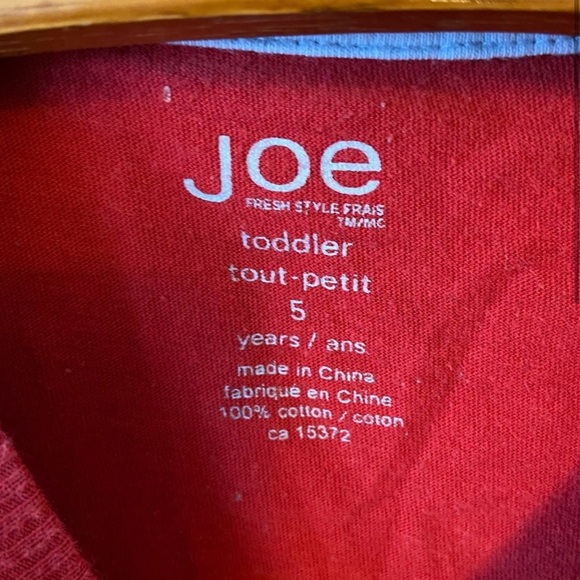 Joe
FRESH STYLE FRAIS
TM/MC
toddler
tout-petit
5
years / ans
made in China
fabriqué en Chine
100% cotton / coton
ca 15372